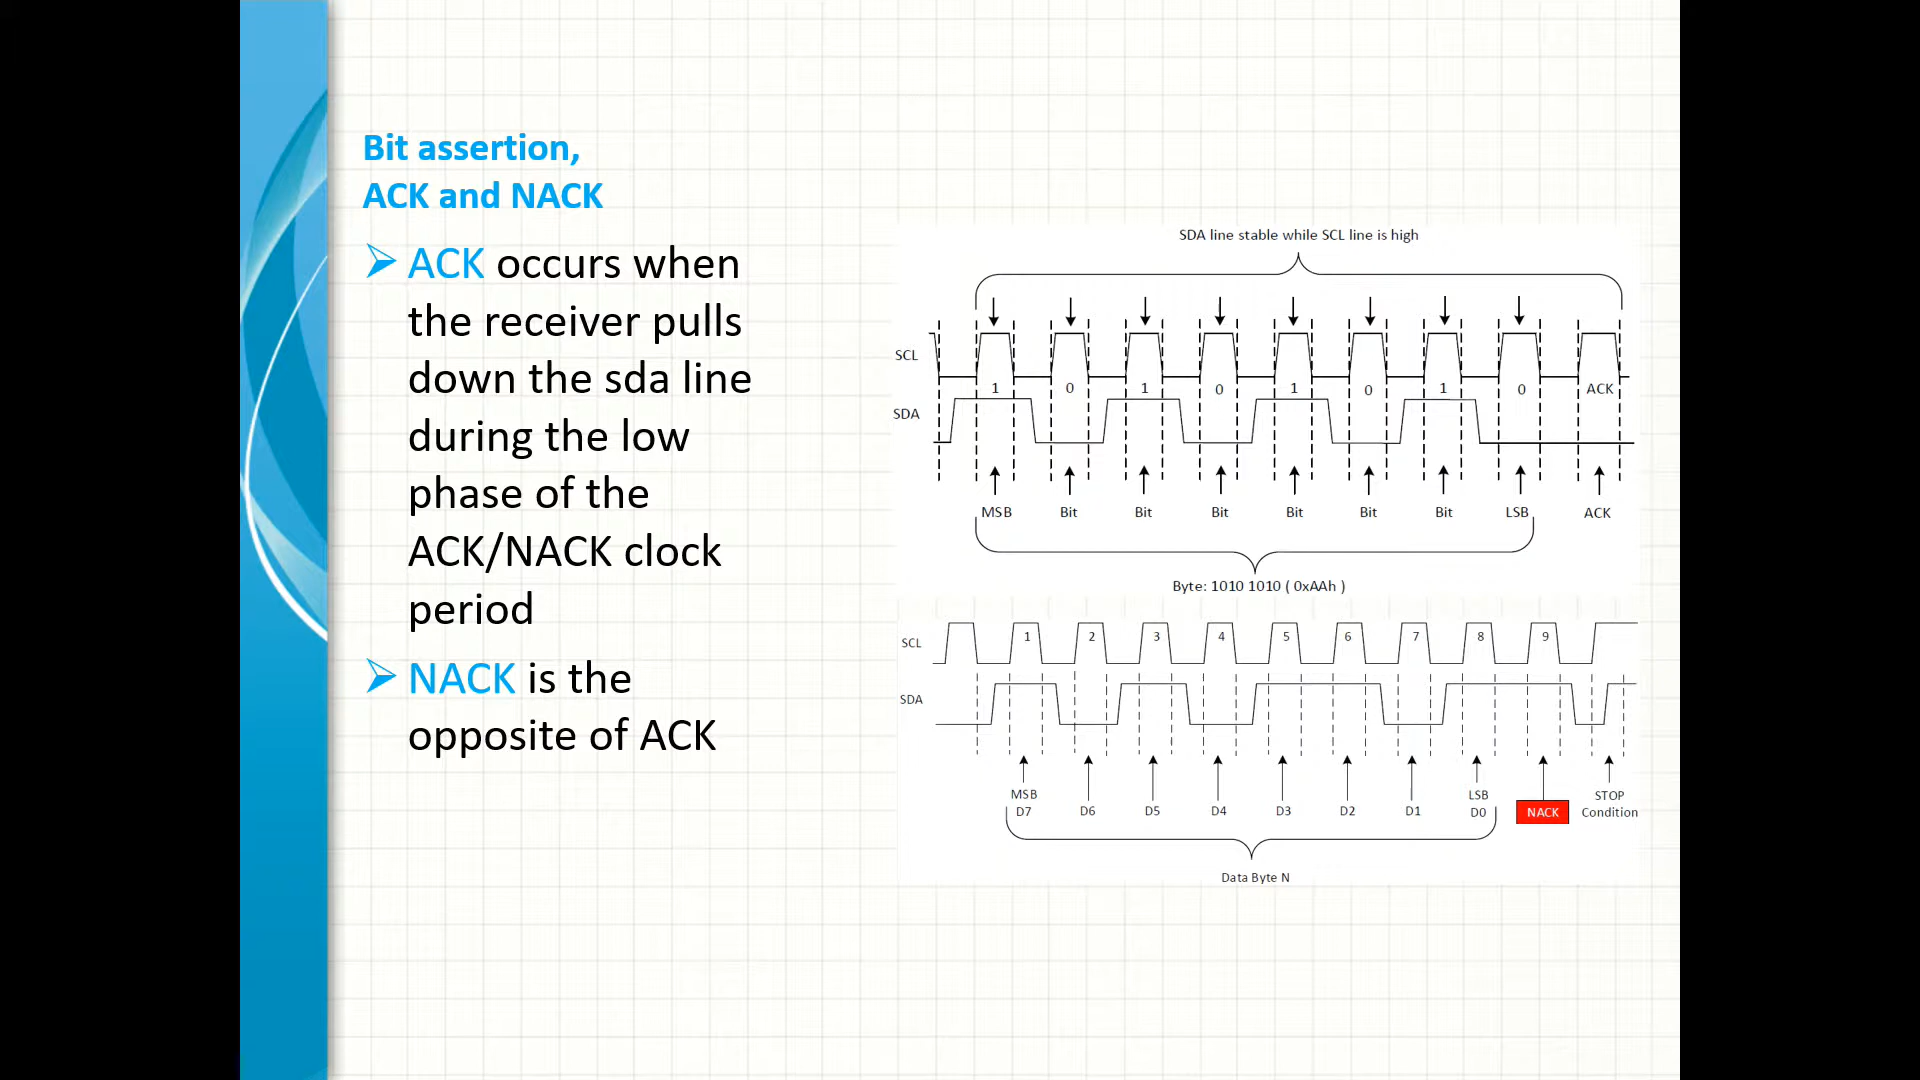 Bit assertion,
ACK and NACK
ACK occurs when
the receiver pulls
down the sda line
during the low
phase of the
ACK/NACK clock
period
NACK is the
opposite of ACK
SDA line stable while SCL line is high
SCL
1 0 1 0 1 0 1 0 ACK
SDA
MSB Bit Bit Bit Bit Bit Bit LSB ACK
Byte: 1010 1010 ( 0xAAh )
SCL 1 2 3 4 5 6 7 8 9
SDA
MSB LSB STOP
D7 D6 D5 D4 D3 D2 D1 D0 NACK Condition
Data Byte N